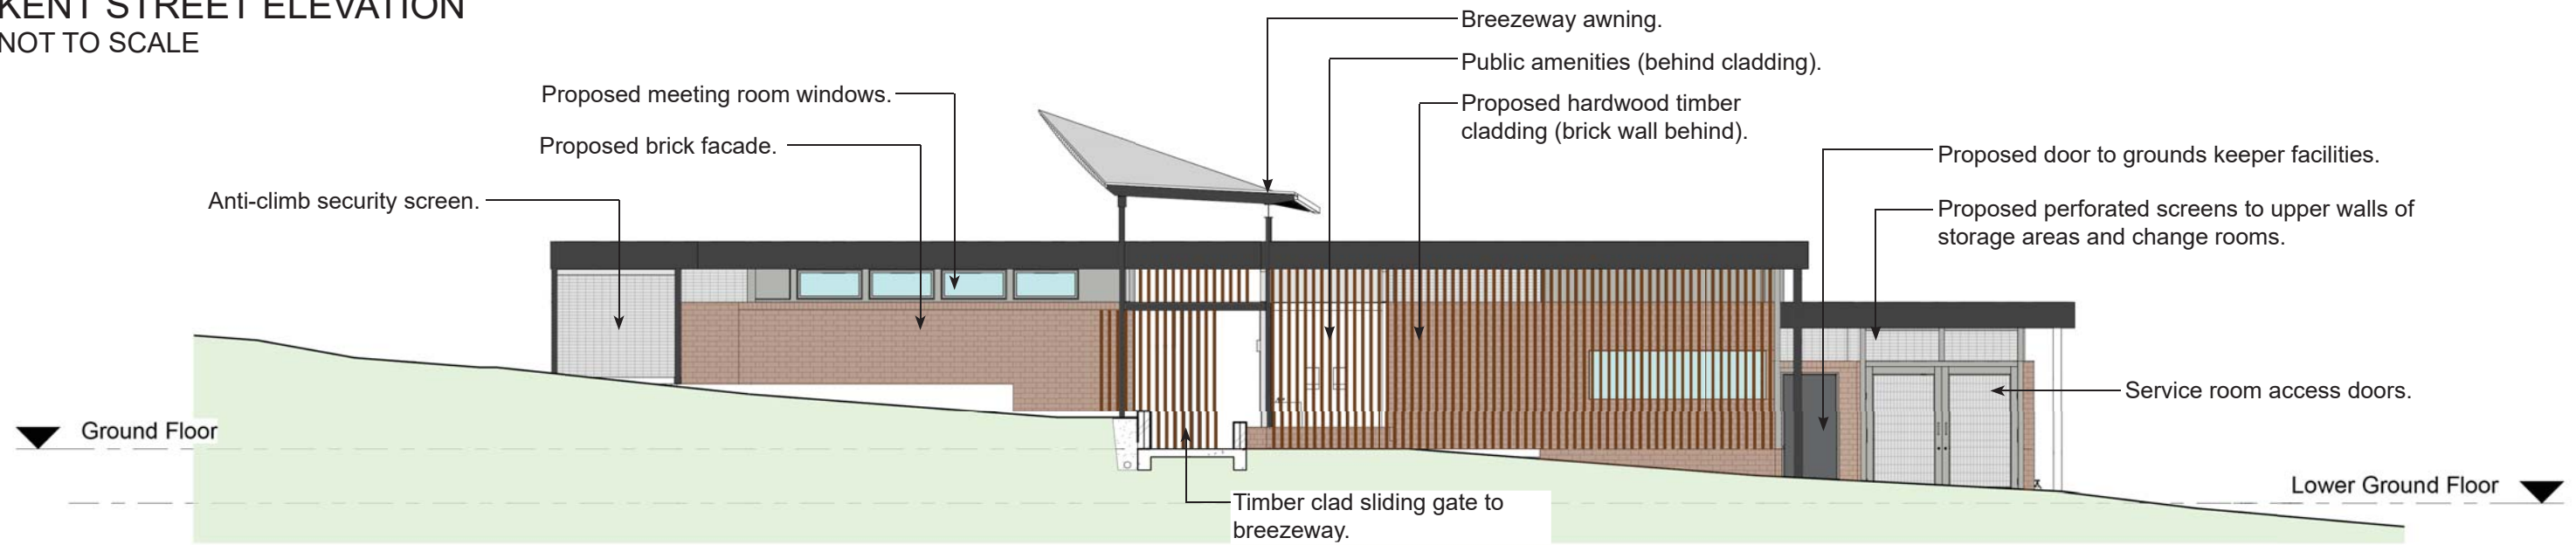 KENT STREET ELEVATION
NOT TO SCALE
Breezeway awning.
Public amenities (behind cladding).
Proposed meeting room windows.
Proposed hardwood timber
cladding (brick wall behind).
Proposed brick facade.
Proposed door to grounds keeper facilities.
Anti-climb security screen.
Proposed perforated screens to upper walls of
storage areas and change rooms.
Service room access doors.
Ground Floor
Lower Ground Floor
Timber clad sliding gate to
breezeway.